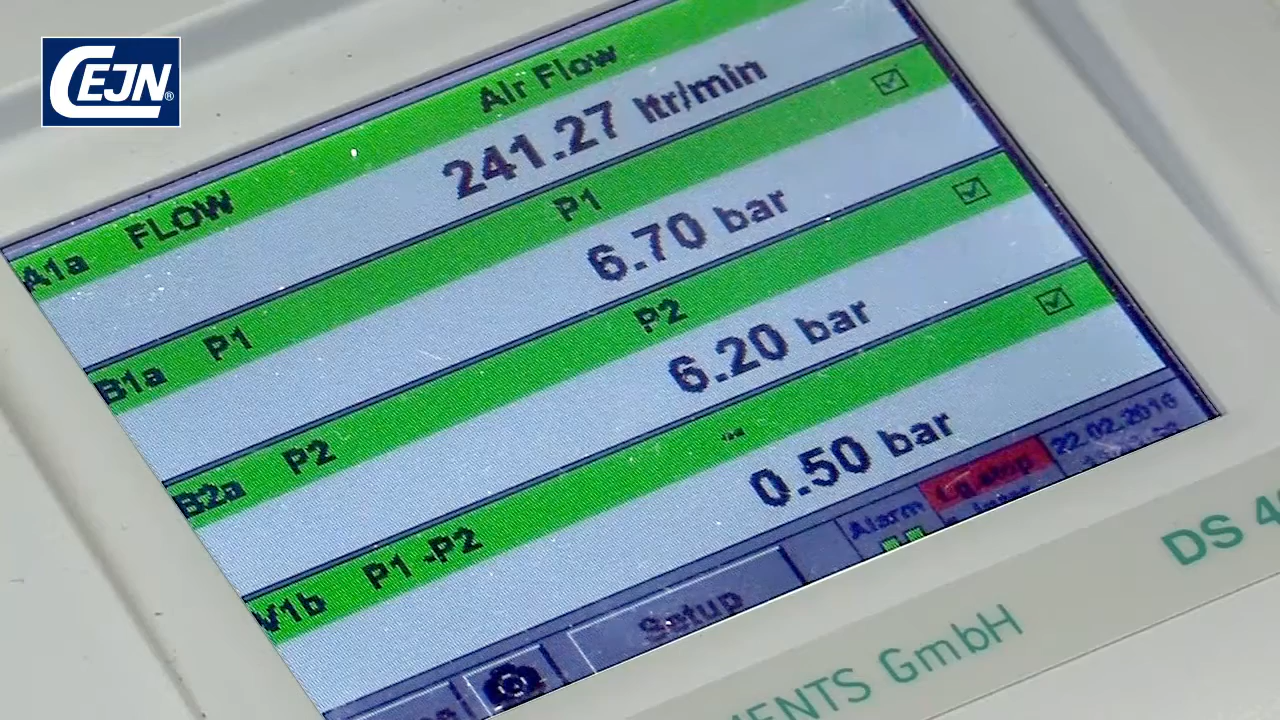 CEJN®
Air Flow
A1a FLOW 241.27 ltr/min
P1
B1a P1 6.70 bar
P2
B2a P2 6.20 bar
V1b P1 -P2 0.50 bar
Setup Alarm stop 22.02.2016
DS 4
MENTS GmbH